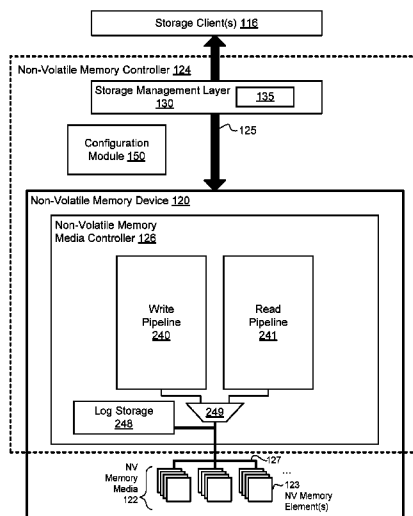 Storage Client(s) 116
Non-Volatile Memory Controller 124
Storage Management Layer
130
135
125
Configuration
Module 150
Non-Volatile Memory Device 120
Non-Volatile Memory
Media Controller 126
Write
Pipeline
240
Read
Pipeline
241
Log Storage
248
249
127
NV
Memory
Media
122
...
123
NV Memory
Element(s)